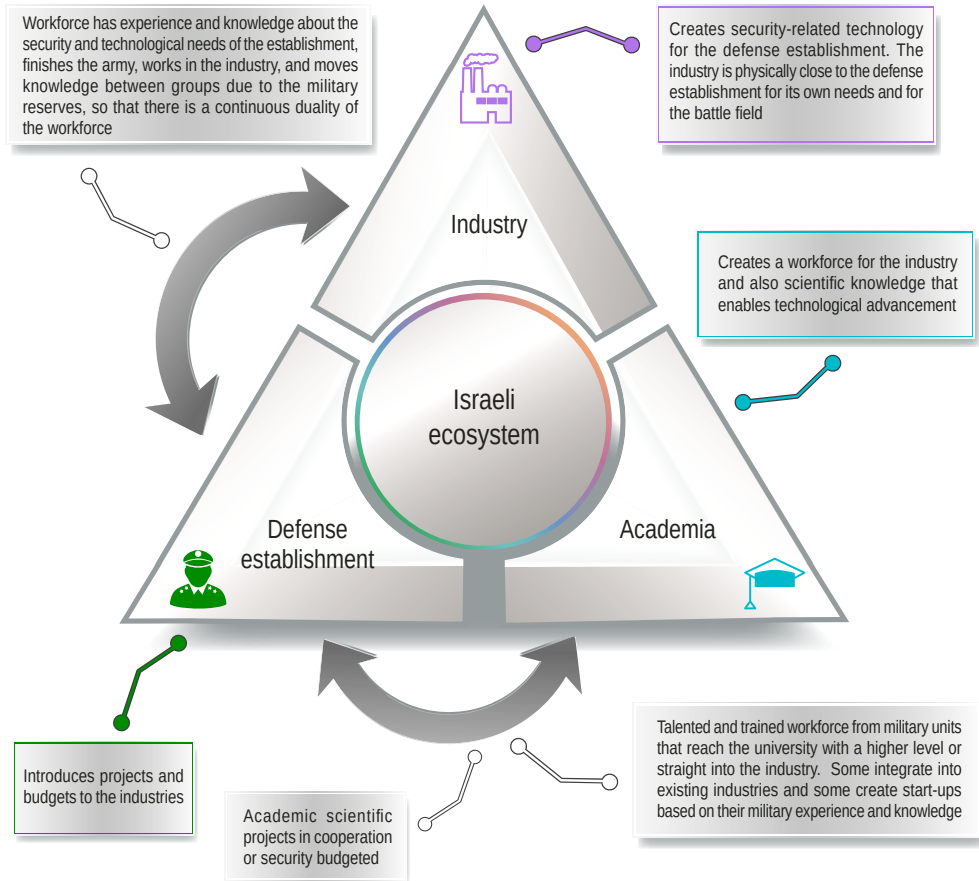 Workforce has experience and knowledge about the
security and technological needs of the establishment,
finishes the army, works in the industry, and moves
knowledge between groups due to the military
reserves, so that there is a continuous duality of
the workforce
Creates security-related technology
for the defense establishment. The
industry is physically close to the defense
establishment for its own needs and for
the battle field
Industry
Creates a workforce for the industry
and also scientific knowledge that
enables technological advancement
Israeli
ecosystem
Defense
establishment
Academia
Introduces projects and
budgets to the industries
Academic scientific
projects in cooperation
or security budgeted
Talented and trained workforce from military units
that reach the university with a higher level or
straight into the industry. Some integrate into
existing industries and some create start-ups
based on their military experience and knowledge